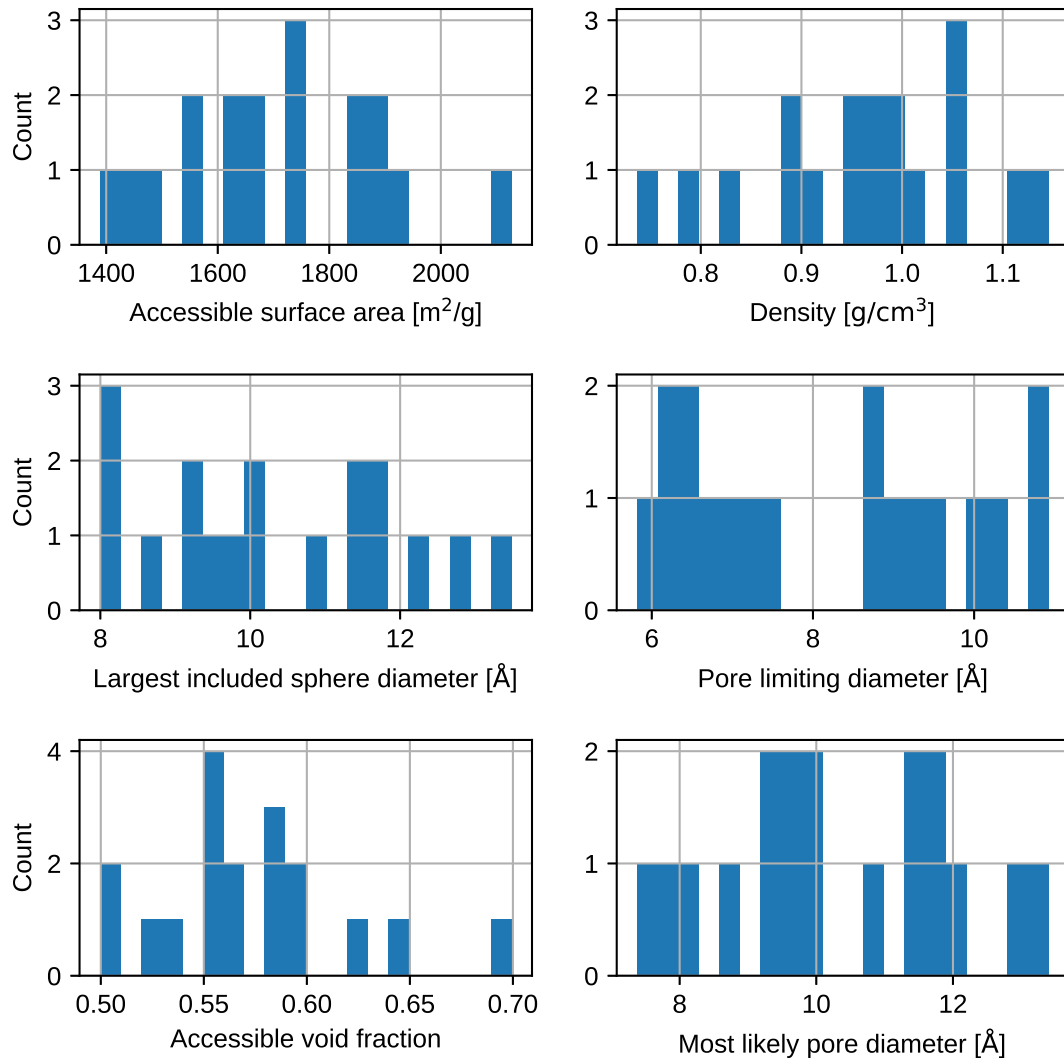 3
2
1
0
Count
1400 1600 1800 2000
Accessible surface area [m²/g]
3
2
1
0
0.8 0.9 1.0 1.1
Density [g/cm³]
3
2
1
0
Count
8 10 12
Largest included sphere diameter [Å]
2
1
0
6 8 10
Pore limiting diameter [Å]
4
2
0
Count
0.50 0.55 0.60 0.65 0.70
Accessible void fraction
2
1
0
8 10 12
Most likely pore diameter [Å]